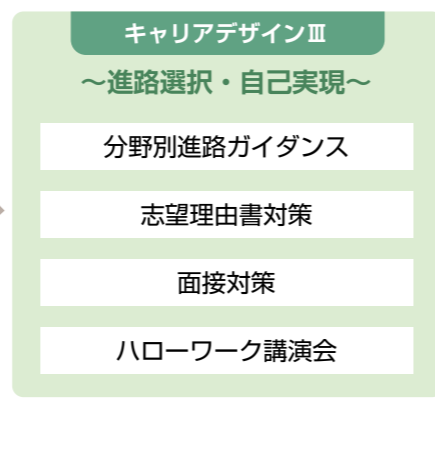 キャリアデザインⅢ
～進路選択・自己実現～
分野別進路ガイダンス
志望理由書対策
面接対策
ハローワーク講演会